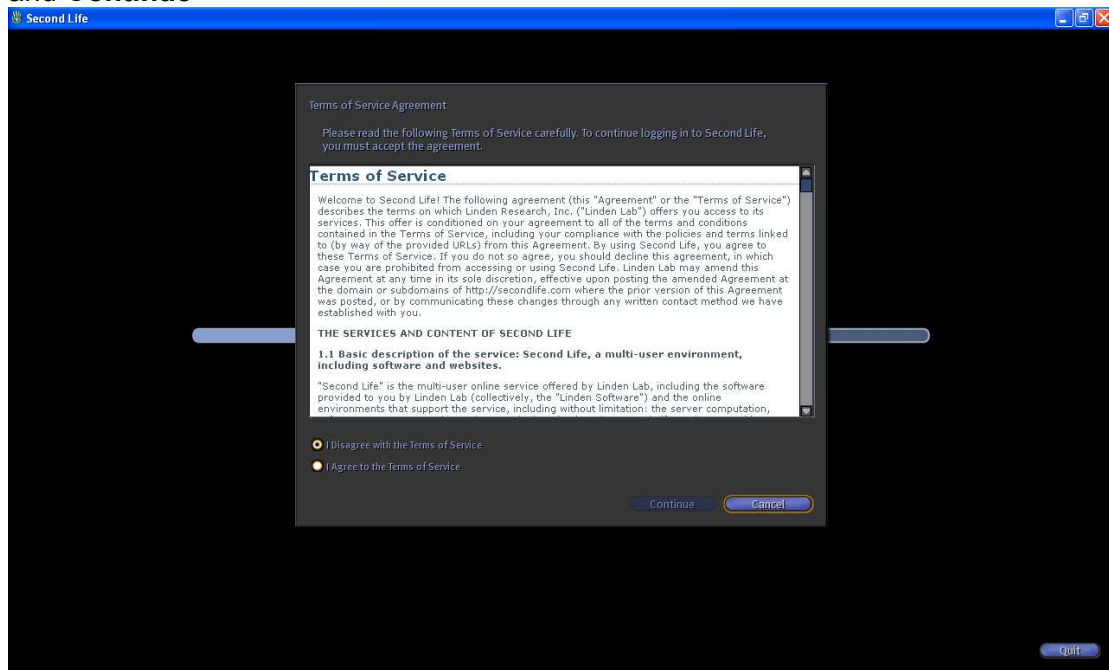 and Continue
Second Life
Terms of Service Agreement
Please read the following Terms of Service carefully. To continue logging in to Second Life,
you must accept the agreement.
Terms of Service
Welcome to Second Life! The following agreement (this "Agreement" or the "Terms of Service")
describes the terms on which Linden Research, Inc. ("Linden Lab") offers you access to its
services. This offer is conditioned on your agreement to all of the terms and conditions
contained in the Terms of Service, including your compliance with the policies and terms linked
to (by way of the provided URLs) from this Agreement. By using Second Life, you agree to
these Terms of Service. If you do not so agree, you should decline this agreement, in which
case you are prohibited from accessing or using Second Life. Linden Lab may amend this
Agreement at any time in its sole discretion, effective upon posting the amended Agreement at
the domain or subdomains of http://secondlife.com where the prior version of this Agreement
was posted, or by communicating these changes through any written contact method we have
established with you.
THE SERVICES AND CONTENT OF SECOND LIFE
1.1 Basic description of the service: Second Life, a multi-user environment,
including software and websites.
"Second Life" is the multi-user online service offered by Linden Lab, including the software
provided to you by Linden Lab (collectively, the "Linden Software") and the online
environments that support the service, including without limitation: the server computation,
I Disagree with the Terms of Service
I Agree to the Terms of Service
Continue
Cancel
Quit